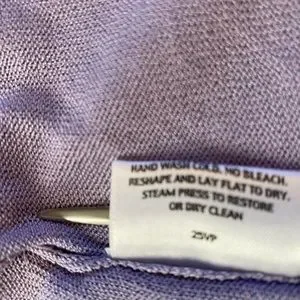 HAND WASH COLD. NO BLEACH.
RESHAPE AND LAY FLAT TO DRY.
STEAM PRESS TO RESTORE
OR DRY CLEAN
25VP